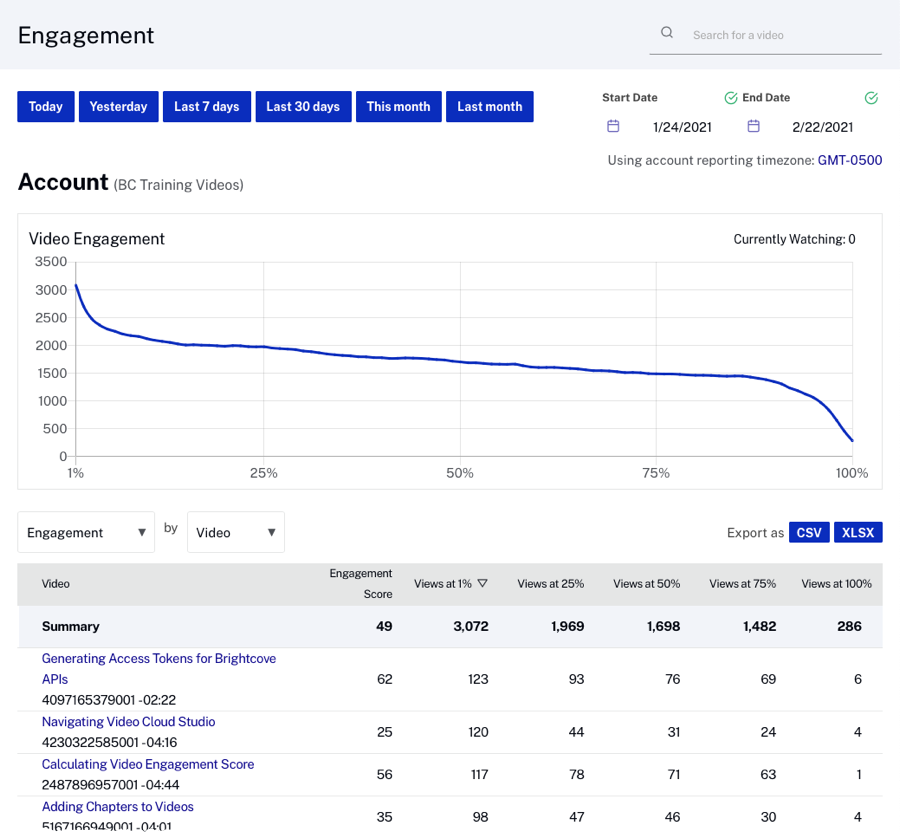 Engagement
Search for a video
Today Yesterday Last 7 days Last 30 days This month Last month
Start Date End Date
1/24/2021 2/22/2021
Using account reporting timezone: GMT-0500
Account (BC Training Videos)
Video Engagement Currently Watching: 0
3500
3000
2500
2000
1500
1000
500
0
1% 25% 50% 75% 100%
Engagement ▼ by Video ▼ Export as CSV XLSX
Video Engagement Score Views at 1% ▽ Views at 25% Views at 50% Views at 75% Views at 100%
Summary 49 3,072 1,969 1,698 1,482 286
Generating Access Tokens for Brightcove
APIs 62 123 93 76 69 6
4097165379001 - 02:22
Navigating Video Cloud Studio
4230322585001 - 04:16 25 120 44 31 24 4
Calculating Video Engagement Score
2487896957001 - 04:44 56 117 78 71 63 1
Adding Chapters to Videos
5167166949001 - 04:01 35 98 47 46 30 4